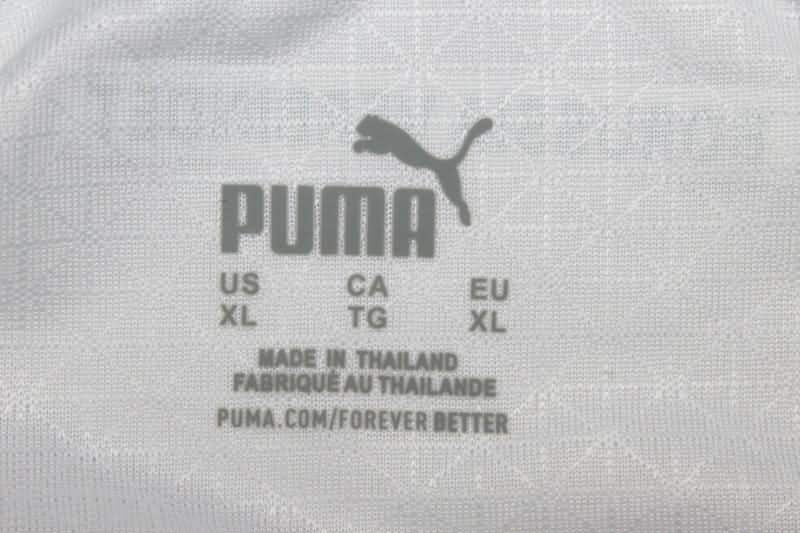 PUMA
US CA EU
XL TG XL
MADE IN THAILAND
FABRIQUÉ AU THAILANDE
PUMA.COM/FOREVER BETTER